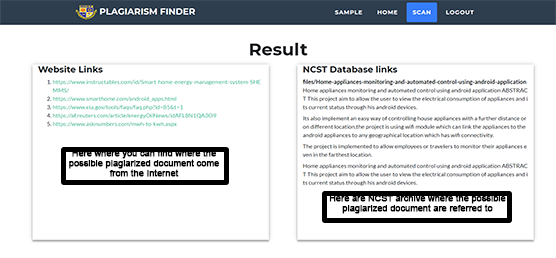 PLAGIARISM FINDER
SAMPLE HOME SCAN LOGOUT
Result
Website Links
1. https://www.instructables.com/id/Smart-home-energy-management-system-SHE
MMS/
2. https://www.smarthome.com/android_apps.html
3. https://www.eia.gov/tools/faqs/faq.php?id=85&t=1
4. https://af.reuters.com/article/energyOilNews/idAFL8N1QA5G9
5. https://www.asknumbers.com/mwh-to-kwh.aspx
Here where you can find where the
possible plagiarized document come
from the Internet
NCST Database links
files/Home-appliances-monitoring-and-automated-control-using-android-application
Home appliances monitoring and automated control using android application ABSTRAC
T This project aim to allow the user to view the electrical consumption of appliances and i
ts current status through his android devices.
Its also implement an easy way of controlling house appliances with a further distance or
on different location,the project is using wifi module which can link the appliances to the
android appliances to any geographical location which has wifi connectivity.
The project is implemented to allow employees or travelers to monitor their appliances e
ven in the farthest location.
Home appliances monitoring and automated control using android application ABSTRAC
T This project aim to allow the user to view the electrical consumption of appliances and i
ts current status through his android devices.
Here are NCST archive where the possible
plagiarized document are referred to